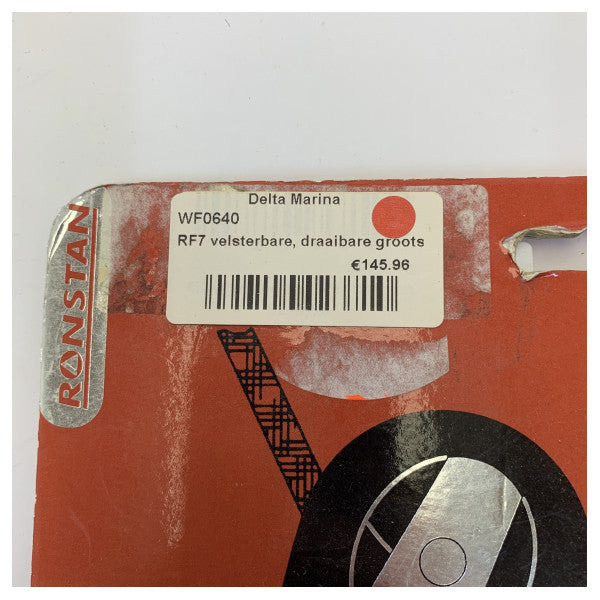 Delta Marina
WF0640
RF7 velsterbare, draaibare groots
€145.96
RONSTAN